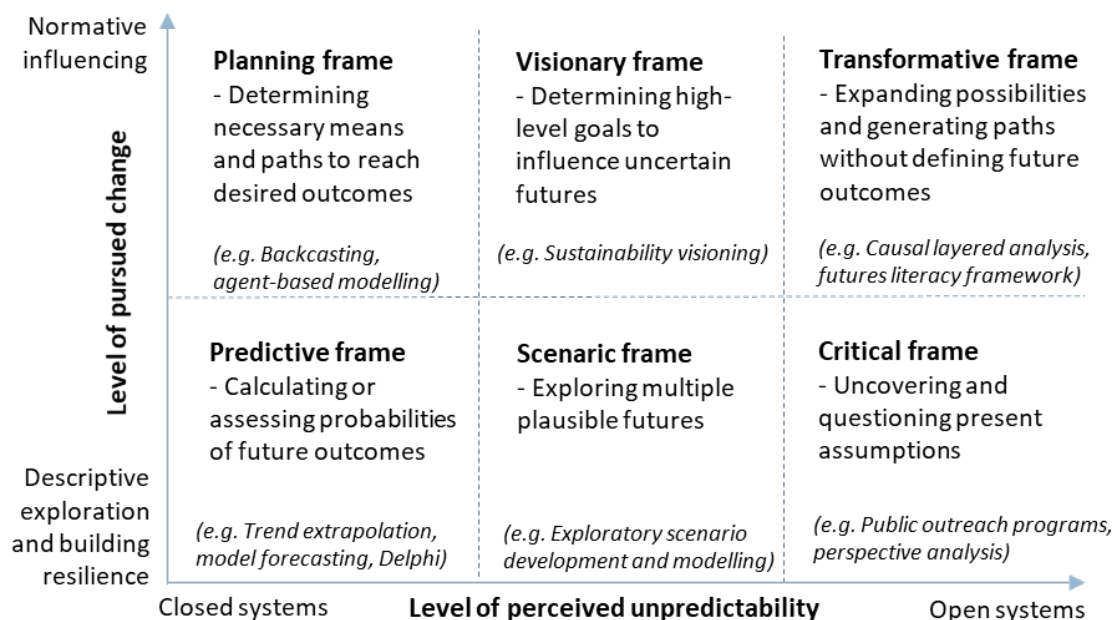 Normative
influencing
Level of pursued change
Descriptive
exploration
and building
resilience
Planning frame
- Determining
necessary means
and paths to reach
desired outcomes
(e.g. Backcasting,
agent-based modelling)
Visionary frame
- Determining high-
level goals to
influence uncertain
futures
(e.g. Sustainability visioning)
Transformative frame
- Expanding possibilities
and generating paths
without defining future
outcomes
(e.g. Causal layered analysis,
futures literacy framework)
Predictive frame
- Calculating or
assessing probabilities
of future outcomes
(e.g. Trend extrapolation,
model forecasting, Delphi)
Scenaric frame
- Exploring multiple
plausible futures
(e.g. Exploratory scenario
development and modelling)
Critical frame
- Uncovering and
questioning present
assumptions
(e.g. Public outreach programs,
perspective analysis)
Closed systems
Level of perceived unpredictability
Open systems